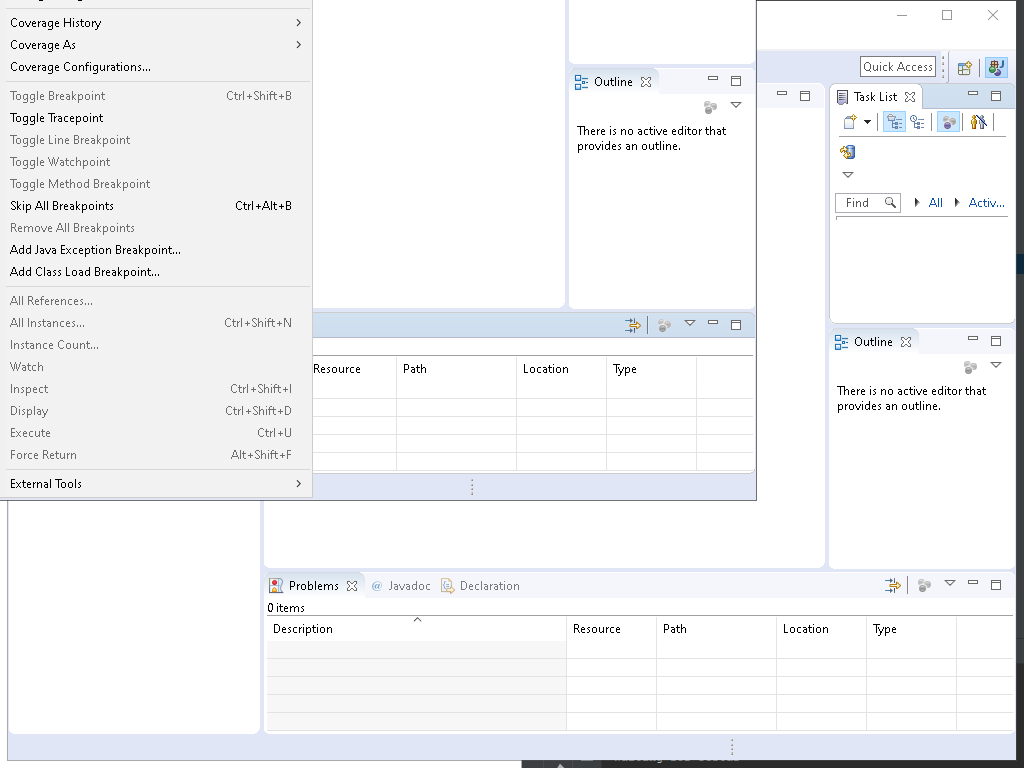 Coverage History
Coverage As
Coverage Configurations...
Toggle Breakpoint Ctrl+Shift+B
Toggle Tracepoint
Toggle Line Breakpoint
Toggle Watchpoint
Toggle Method Breakpoint
Skip All Breakpoints Ctrl+Alt+B
Remove All Breakpoints
Add Java Exception Breakpoint...
Add Class Load Breakpoint...
All References...
All Instances... Ctrl+Shift+N
Instance Count...
Watch
Inspect Ctrl+Shift+I
Display Ctrl+Shift+D
Execute Ctrl+U
Force Return Alt+Shift+F
External Tools
Outline
There is no active editor that
provides an outline.
Resource Path Location Type
Quick Access
Task List
Find All Activ...
Outline
There is no active editor that
provides an outline.
Problems @ Javadoc Declaration
0 items
Description Resource Path Location Type